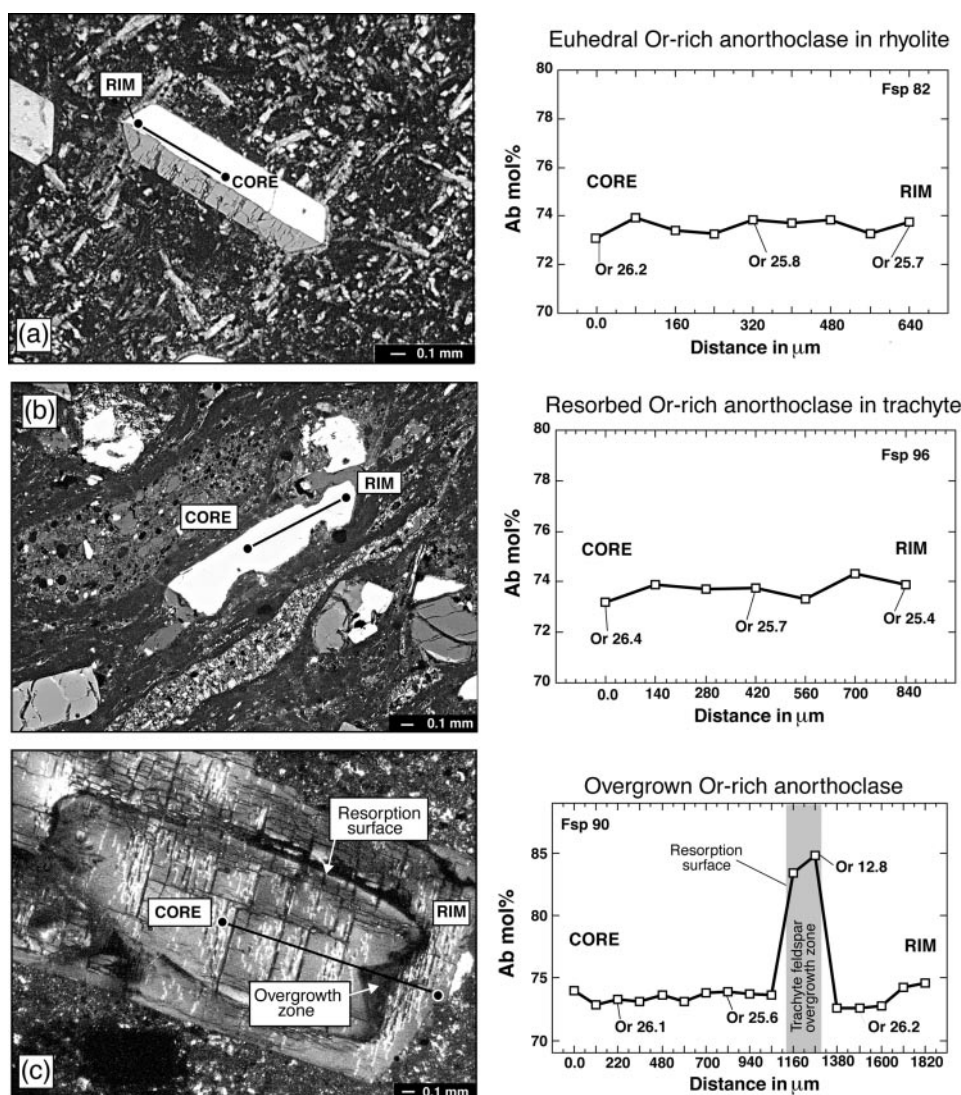 RIM
CORE
(a)
0.1 mm
Euhedral Or-rich anorthoclase in rhyolite
80
78
76
74
72
70
Ab mol%
Fsp 82
CORE
RIM
Or 26.2
Or 25.8
Or 25.7
0.0
160
320
480
640
Distance in μm
(b)
CORE
RIM
0.1 mm
Resorbed Or-rich anorthoclase in trachyte
80
78
76
74
72
70
Ab mol%
Fsp 96
CORE
RIM
Or 26.4
Or 25.7
Or 25.4
0.0
140
280
420
560
700
840
Distance in μm
Resorption
surface
CORE
RIM
Overgrowth
zone
(c)
0.1 mm
Overgrown Or-rich anorthoclase
85
80
75
70
Ab mol%
Fsp 90
Resorption
surface
Or 12.8
Trachyte feldspar
overgrowth zone
CORE
RIM
Or 26.1
Or 25.6
Or 26.2
0.0
220
480
700
940
1160
1380
1600
1820
Distance in μm